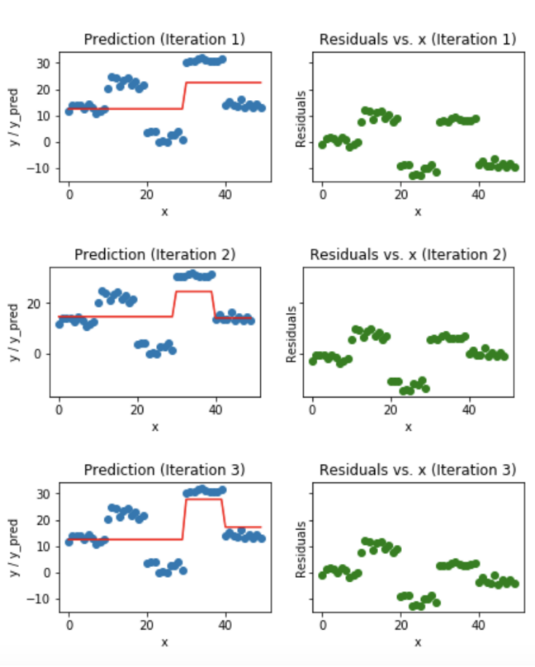 Prediction (Iteration 1)
Residuals vs. x (Iteration 1)
y / y_pred
30
20
10
0
−10
0
20
40
x
Residuals
0
20
40
x
Prediction (Iteration 2)
Residuals vs. x (Iteration 2)
y / y_pred
20
0
0
20
40
x
Residuals
0
20
40
x
Prediction (Iteration 3)
Residuals vs. x (Iteration 3)
y / y_pred
30
20
10
0
−10
0
20
40
x
Residuals
0
20
40
x